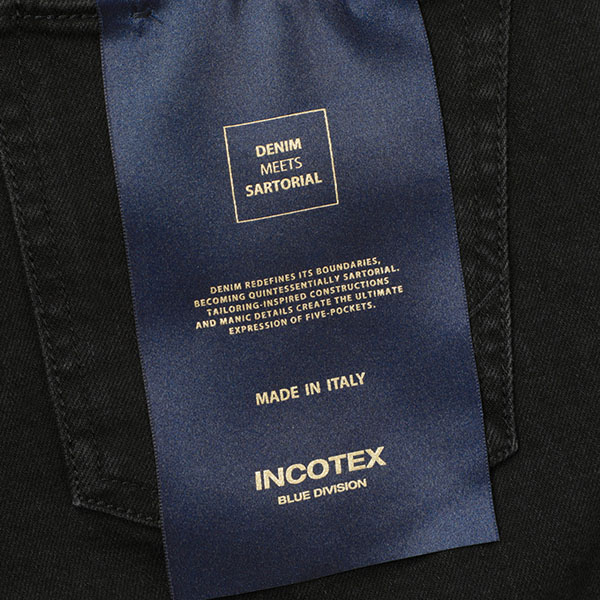 DENIM
MEETS
SARTORIAL
DENIM REDEFINES ITS BOUNDARIES,
BECOMING QUINTESSENTIALLY SARTORIAL.
TAILORING-INSPIRED CONSTRUCTIONS
AND MANIC DETAILS CREATE THE ULTIMATE
EXPRESSION OF FIVE-POCKETS.
MADE IN ITALY
INCOTEX
BLUE DIVISION